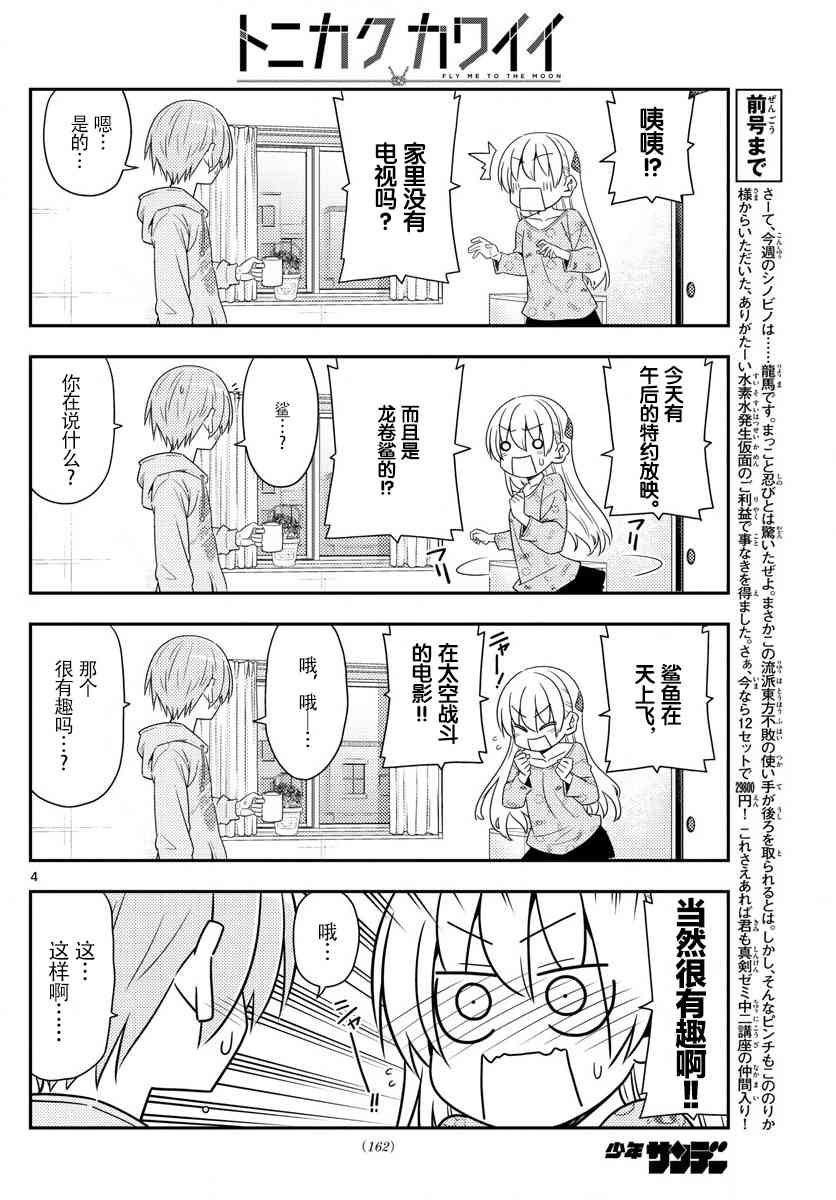 トニカクカワイイ
FLY ME TO THE MOON
前号まで
ぜんごう
さーて、今週のシノビノは……龍馬です。まっこと忍びとは驚いたぜよ。まさかこの流派東方不敗の使い手が後ろを取られるとは。しかし、そんなピンチもこののりか
様からいただいた、ありがたーい水素水発生仮面のご利益で事なきを得ました。さぁ、今なら12セットで29800円！これさえあれば君も真剣ゼミ中二講座の仲間入り！
咦咦!?
家里没有
电视吗?
嗯…
是的…
今天有
午后的特约放映。
而且是
龙卷鲨的!?
鲨…?
你在说什么?
フリ
フリ
鲨鱼在
天上飞,
在太空战斗
的电影!!
にゃー!
哦,哦…
那个
很有趣吗…?
4
当然很有趣啊!!
哦…
这…
这样啊……
(162)
少年サンデー